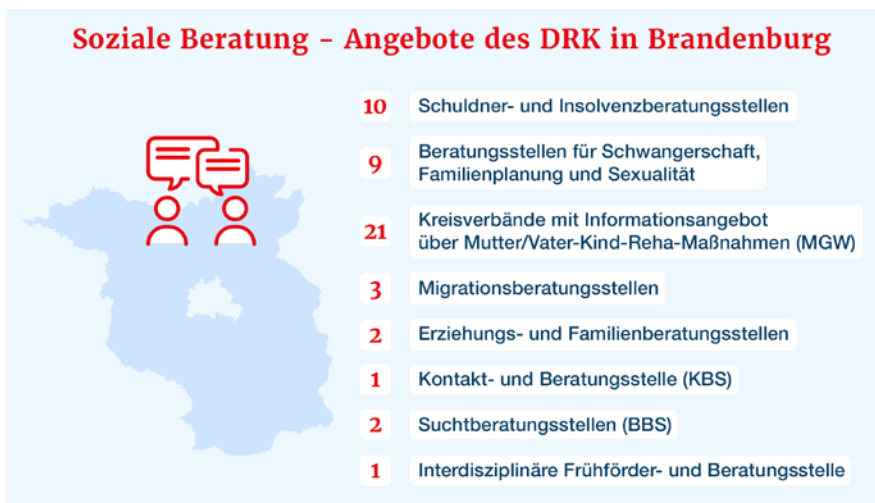 Soziale Beratung – Angebote des DRK in Brandenburg
10 Schuldner- und Insolvenzberatungsstellen
9 Beratungsstellen für Schwangerschaft,
Familienplanung und Sexualität
21 Kreisverbände mit Informationsangebot
über Mutter/Vater-Kind-Reha-Maßnahmen (MGW)
3 Migrationsberatungsstellen
2 Erziehungs- und Familienberatungsstellen
1 Kontakt- und Beratungsstelle (KBS)
2 Suchtberatungsstellen (BBS)
1 Interdisziplinäre Frühförder- und Beratungsstelle